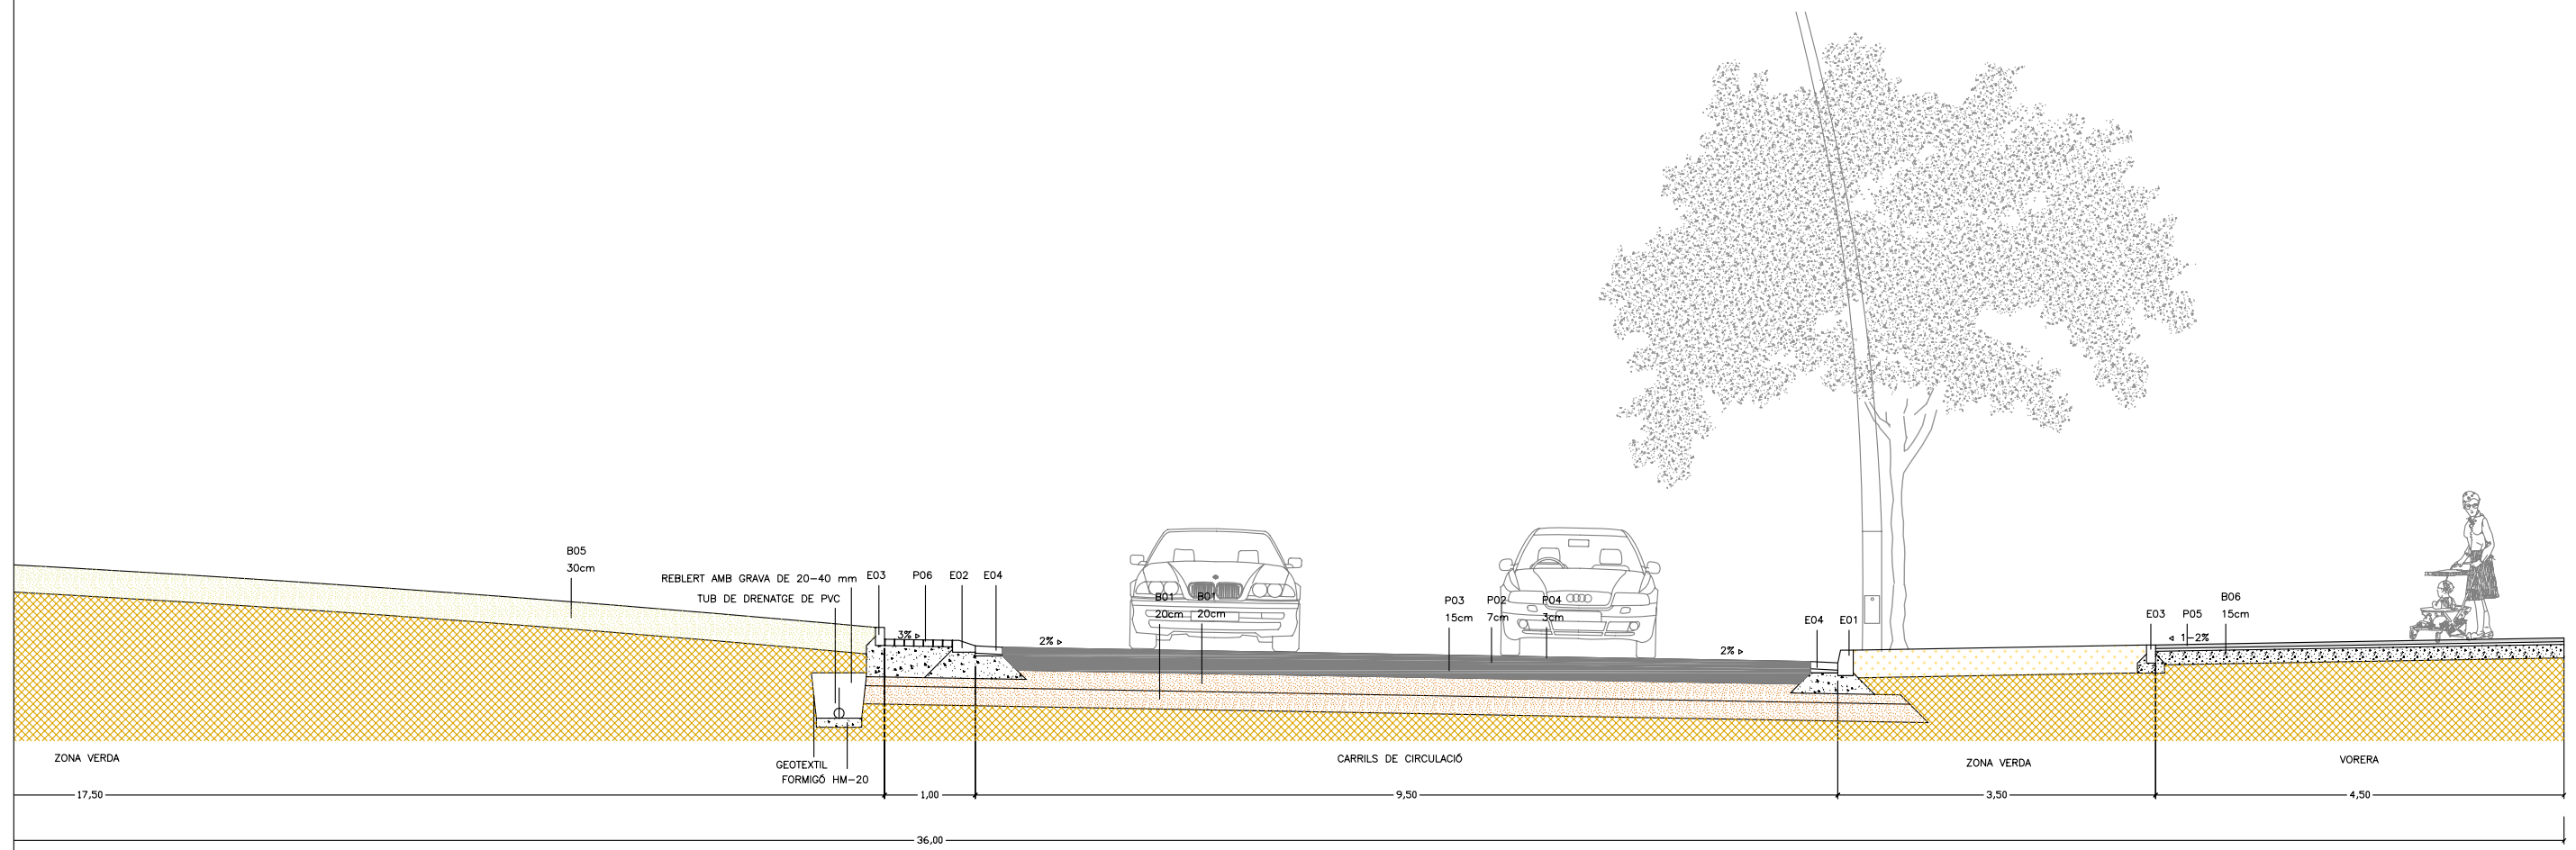 B05
30cm
REBLERT AMB GRAVA DE 20-40 mm
TUB DE DRENATGE DE PVC
E03
P06
E02
E04
3%
2%
B01
20cm
B01
20cm
P03
15cm
P02
7cm
P04
3cm
2%
E04
E01
E03
P05
B06
15cm
1-2%
ZONA VERDA
GEOTEXTIL
FORMIGÓ HM-20
CARRILS DE CIRCULACIÓ
ZONA VERDA
VORERA
17,50
1,00
9,50
3,50
4,50
36,00